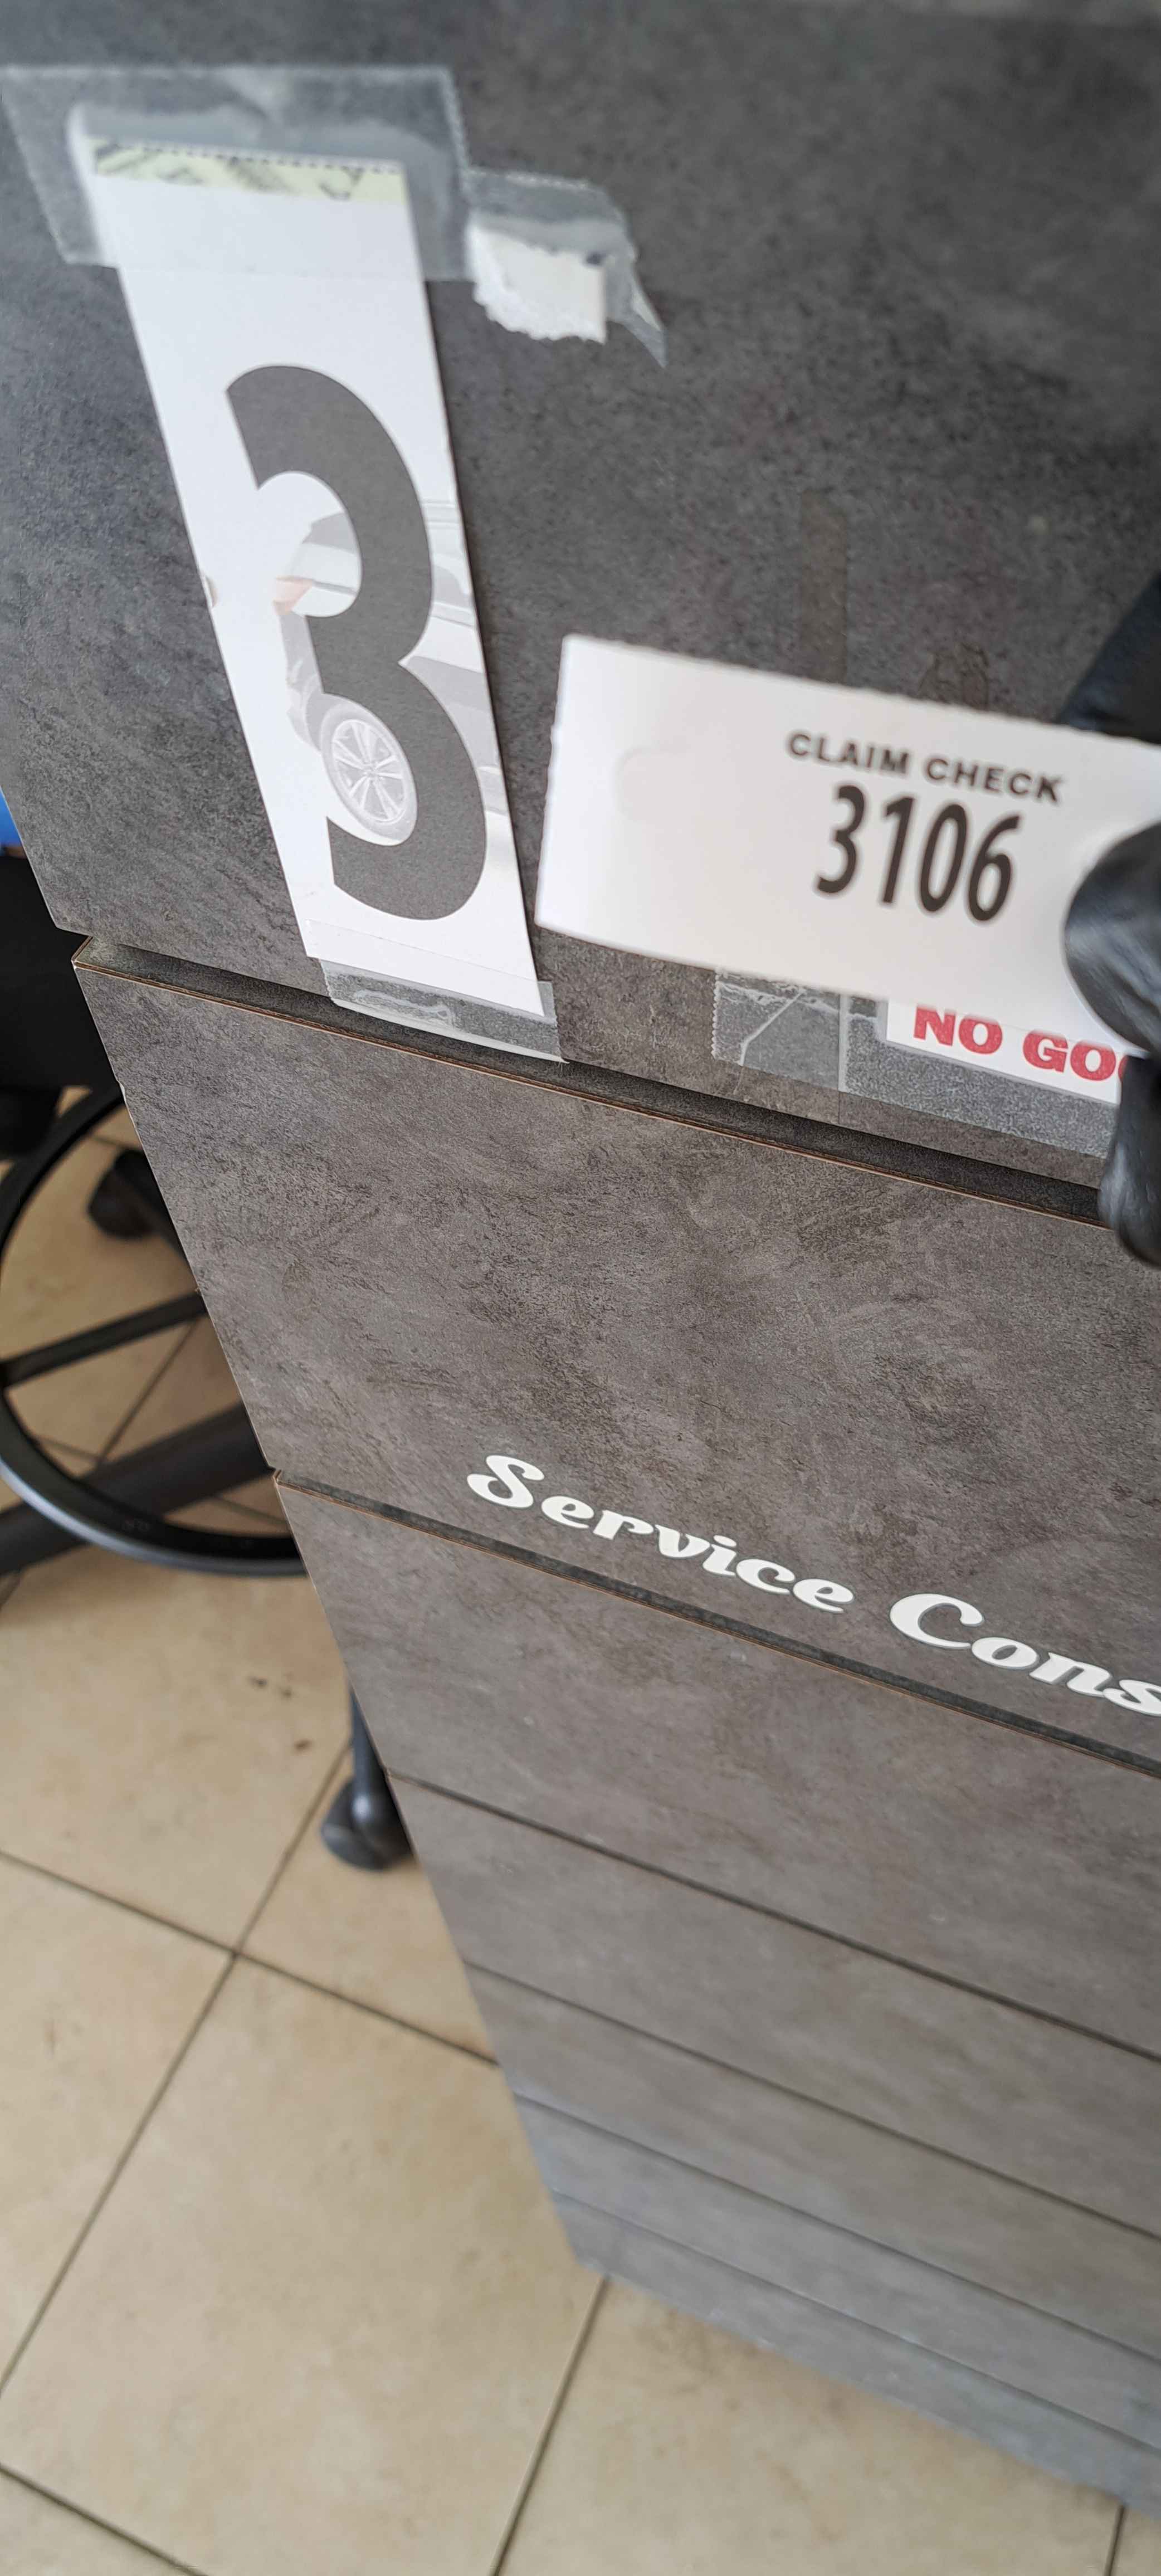 3
CLAIM CHECK
3106
NO GO
Service Cons